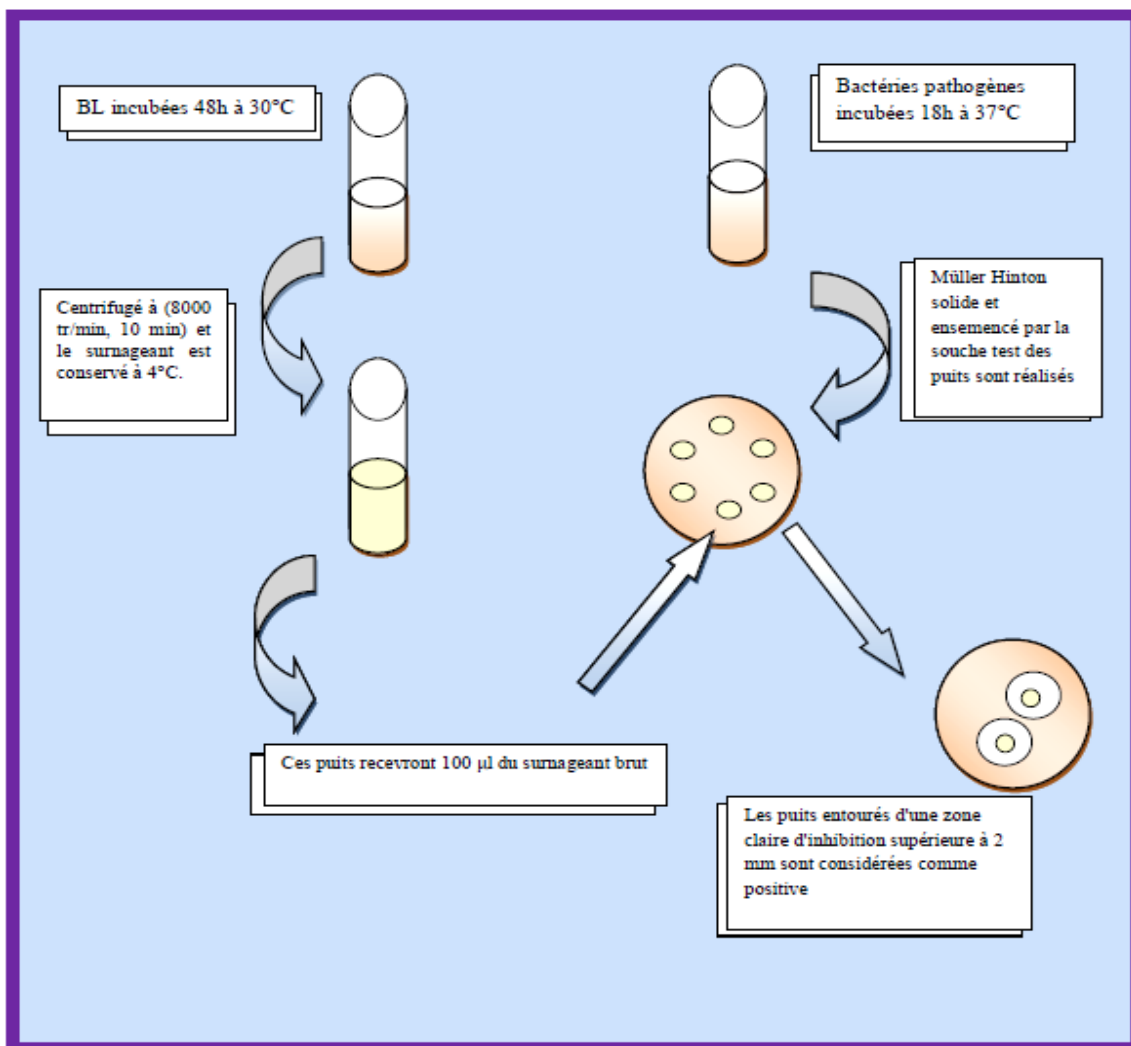 BL incubées 48h à 30°C
Bactéries pathogènes
incubées 18h à 37°C
Centrifugé à (8000
tr/min, 10 min) et
le surnageant est
conservé à 4°C.
Müller Hinton
solide et
ensemencé par la
souche test des
puits sont réalisés
Ces puits recevront 100 µl du surnageant brut
Les puits entourés d'une zone
claire d'inhibition supérieure à 2
mm sont considérées comme
positive